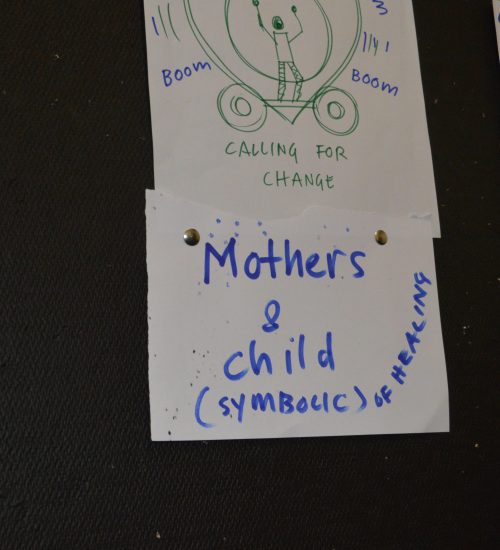 BOOM
BOOM
CALLING FOR
CHANGE
Mothers
&
child
(SYMBOLIC) OF HEALING